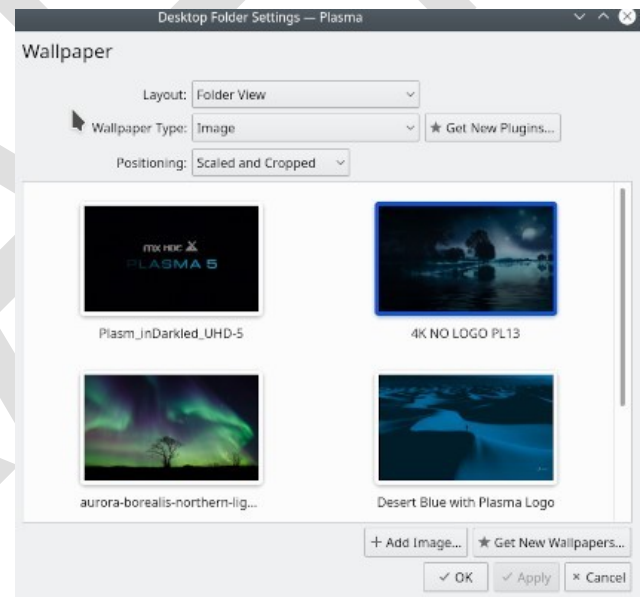 Desktop Folder Settings — Plasma
Wallpaper
Layout: Folder View
Wallpaper Type: Image ★ Get New Plugins...
Positioning: Scaled and Cropped
PLASMA 5
Plasm_inDarkled_UHD-5 4K NO LOGO PL13
aurora-borealis-northern-lig... Desert Blue with Plasma Logo
+ Add Image... ★ Get New Wallpapers...
✓ OK ✓ Apply × Cancel